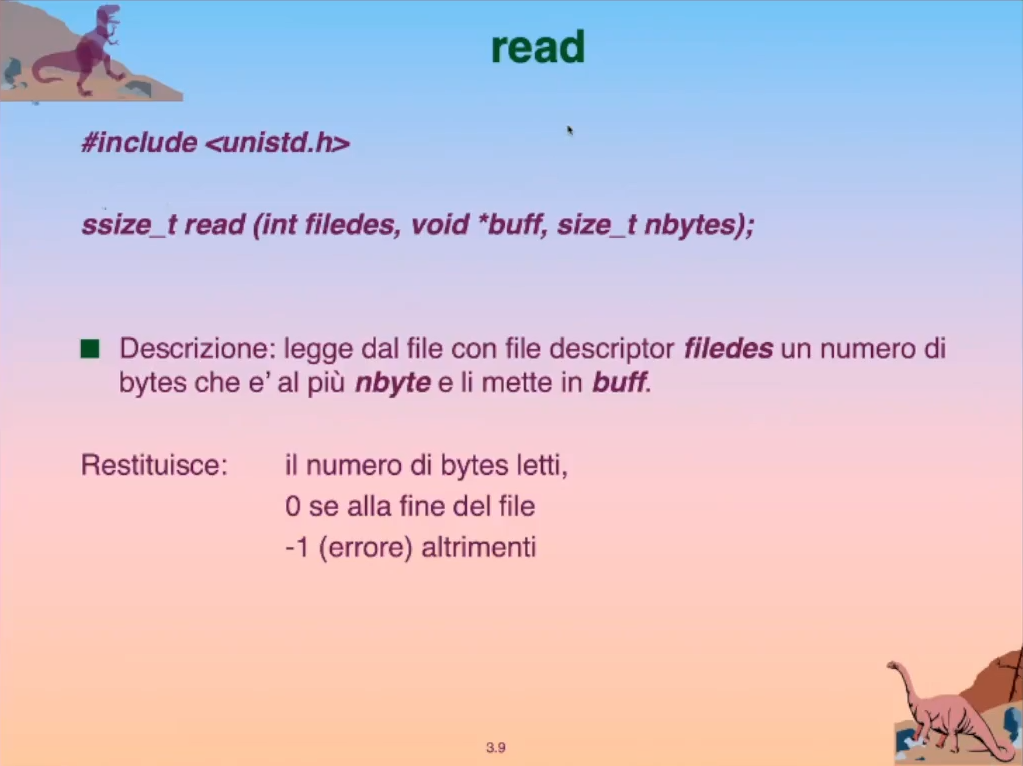 read
#include <unistd.h>
ssize_t read (int filedes, void *buff, size_t nbytes);
Descrizione: legge dal file con file descriptor filedes un numero di
bytes che e' al più nbyte e li mette in buff.
Restituisce: il numero di bytes letti,
0 se alla fine del file
-1 (errore) altrimenti
3.9